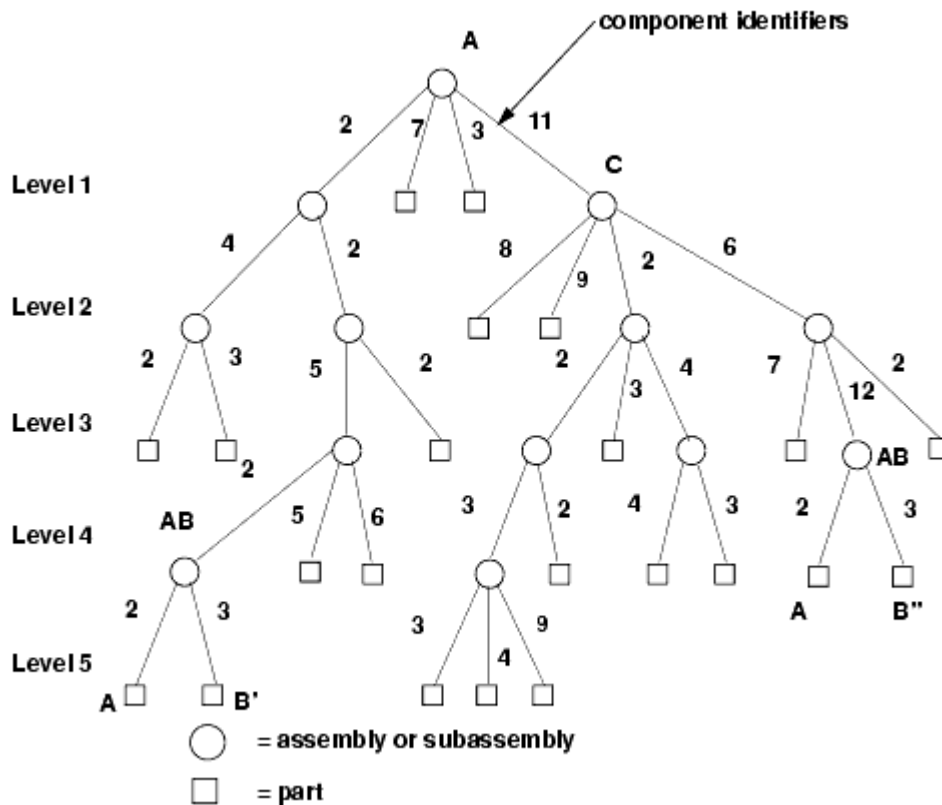 component identifiers
A
2
7
3
11
Level 1
C
4
2
8
9
2
6
Level 2
2
3
5
2
2
3
4
7
12
2
Level 3
2
AB
5
6
3
2
4
3
2
3
AB
Level 4
2
3
3
4
9
A
B"
Level 5
A
B'
= assembly or subassembly
= part